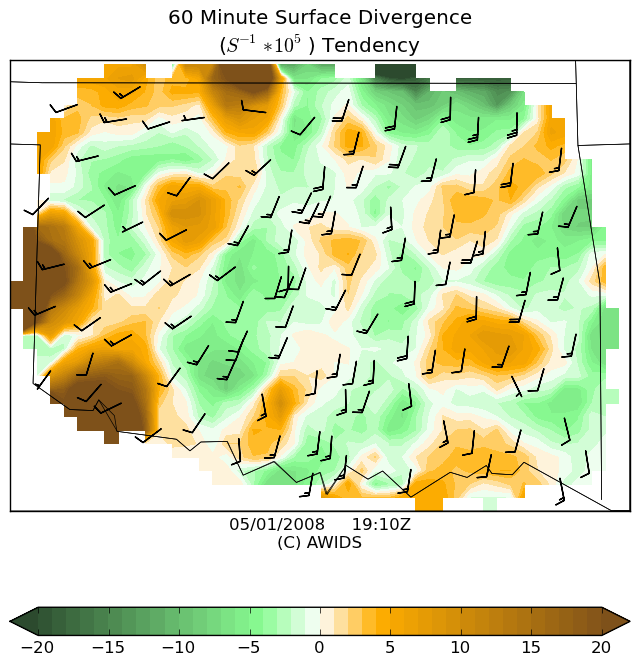 60 Minute Surface Divergence
(S⁻¹ *10⁵ ) Tendency
05/01/2008 19:10Z
(C) AWIDS
−20 −15 −10 −5 0 5 10 15 20